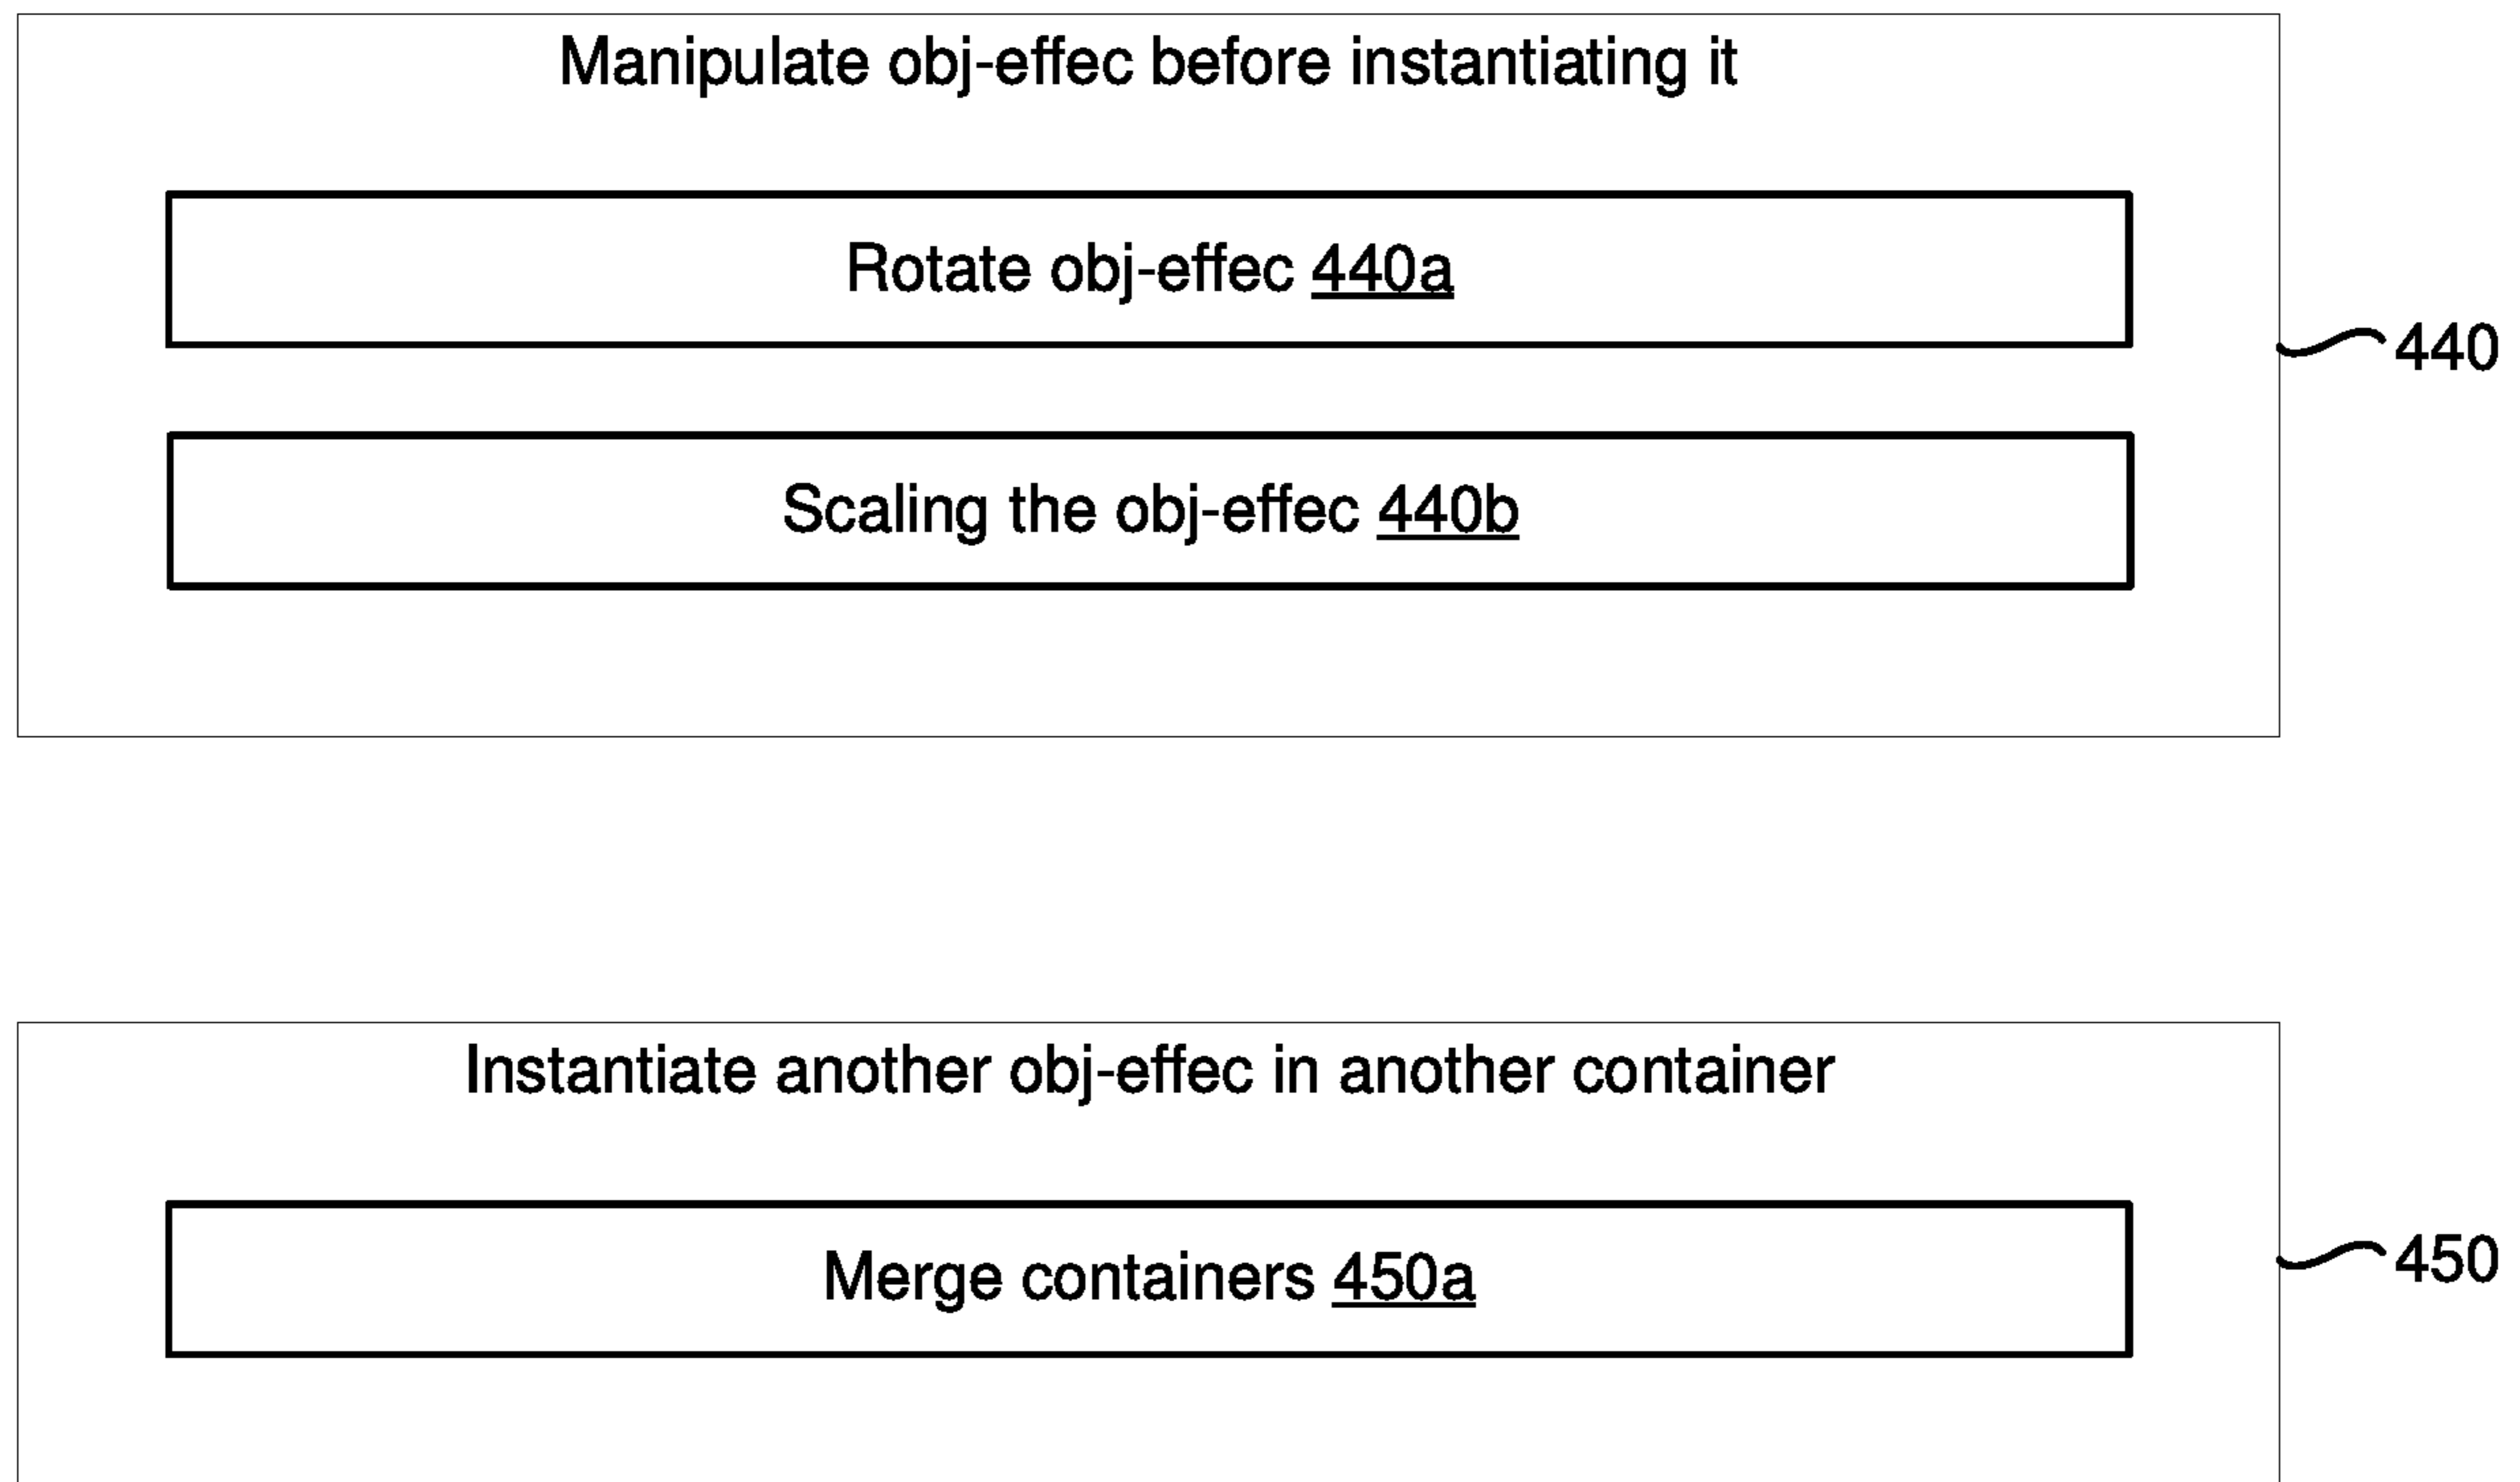 Manipulate obj-effec before instantiating it
Rotate obj-effec 440a
440
Scaling the obj-effec 440b
Instantiate another obj-effec in another container
Merge containers 450a
450